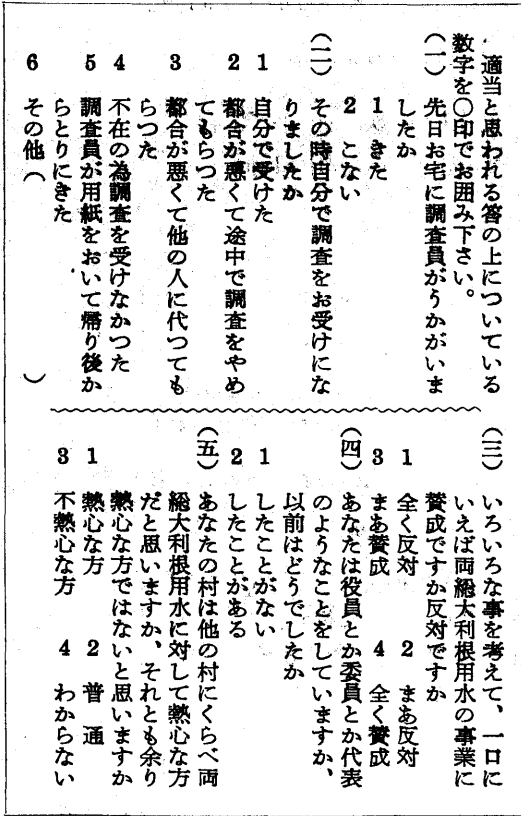 適当と思われる答の上についている
数字を〇印でお囲み下さい。
(一) 先日お宅に調査員がうかがいま
したか
1 きた
2 こない
(二) その時自分で調査をお受けにな
りましたか
1 自分で受けた
2 都合が悪くて途中で調査をやめ
てもらつた
3 都合が悪くて他の人に代つても
らつた
4 不在の為調査を受けなかつた
5 調査員が用紙をおいて帰り後か
らとりにきた
6 その他( )
(三) いろいろな事を考えて、一口に
いえば両総大利根用水の事業に
賛成ですか反対ですか
1 全く反対 2 まあ反対
3 まあ賛成 4 全く賛成
(四) あなたは役員とか委員とか代表
のようなことをしていますか、
以前はどうでしたか
1 したことがない
2 したことがある
(五) あなたの村は他の村にくらべ両
総大利根用水に対して熱心な方
だと思いますか、それとも余り
熱心な方ではないと思いますか
1 熱心な方 2 普通
3 不熱心な方 4 わからない